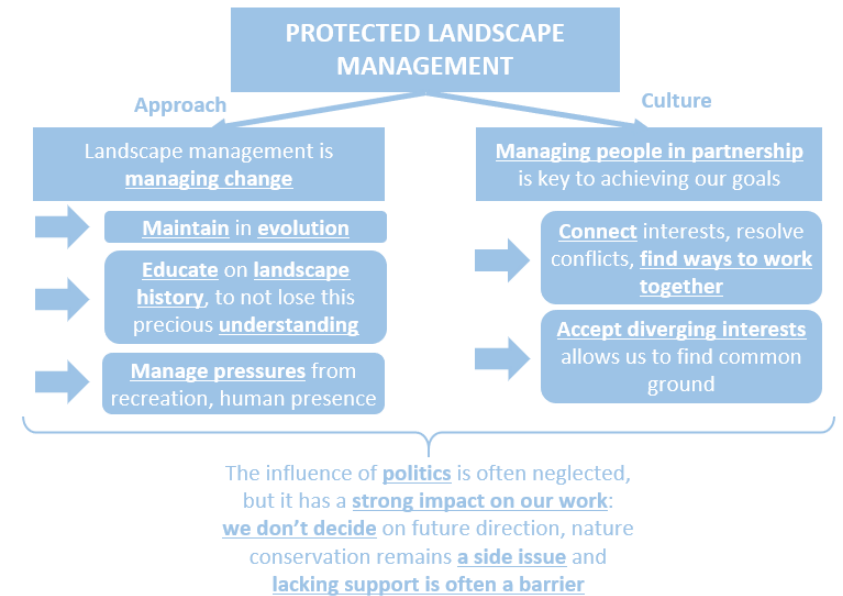 PROTECTED LANDSCAPE
MANAGEMENT
Approach
Culture
Landscape management is
managing change
Maintain in evolution
Educate on landscape
history, to not lose this
precious understanding
Manage pressures from
recreation, human presence
Managing people in partnership
is key to achieving our goals
Connect interests, resolve
conflicts, find ways to work
together
Accept diverging interests
allows us to find common
ground
The influence of politics is often neglected,
but it has a strong impact on our work:
we don’t decide on future direction, nature
conservation remains a side issue and
lacking support is often a barrier